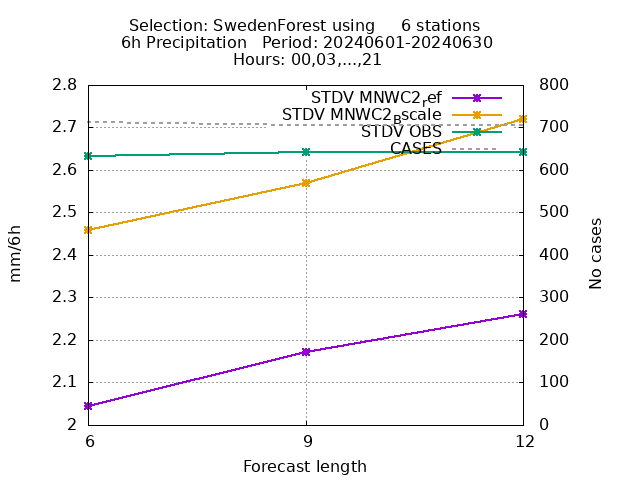 Selection: SwedenForest using     6 stations
6h Precipitation   Period: 20240601-20240630
Hours: 00,03,...,21
STDV MNWC2_ref
STDV MNWC2_Bscale
STDV OBS
CASES
2.8
2.7
2.6
2.5
2.4
2.3
2.2
2.1
2
800
700
600
500
400
300
200
100
0
mm/6h
No cases
6
9
12
Forecast length